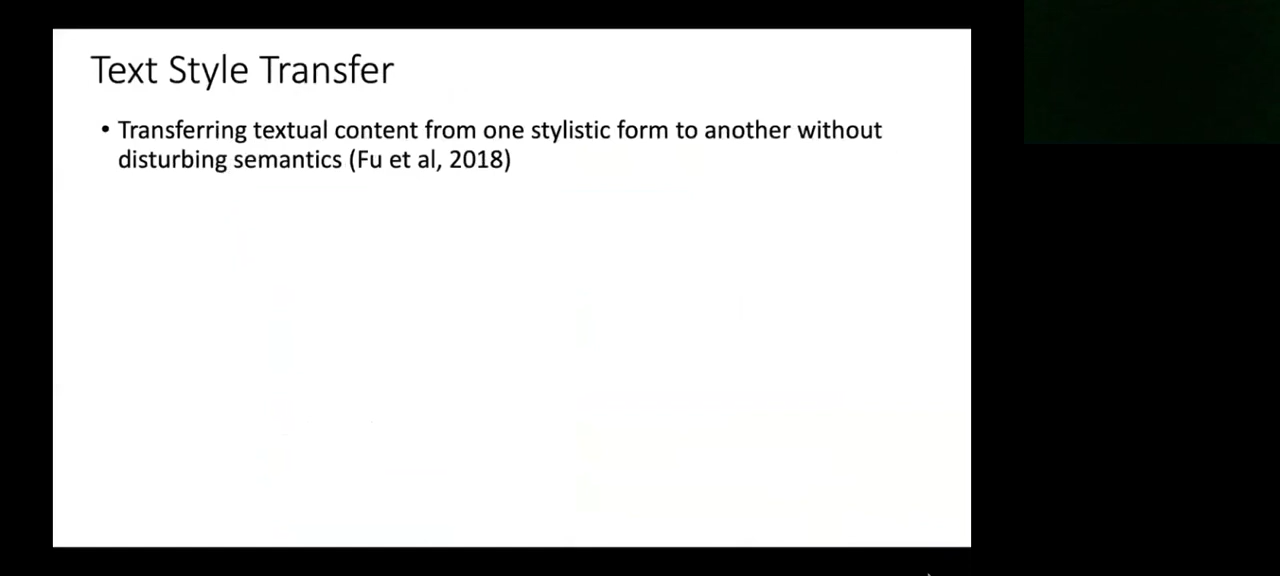 Text Style Transfer
• Transferring textual content from one stylistic form to another without
disturbing semantics (Fu et al, 2018)